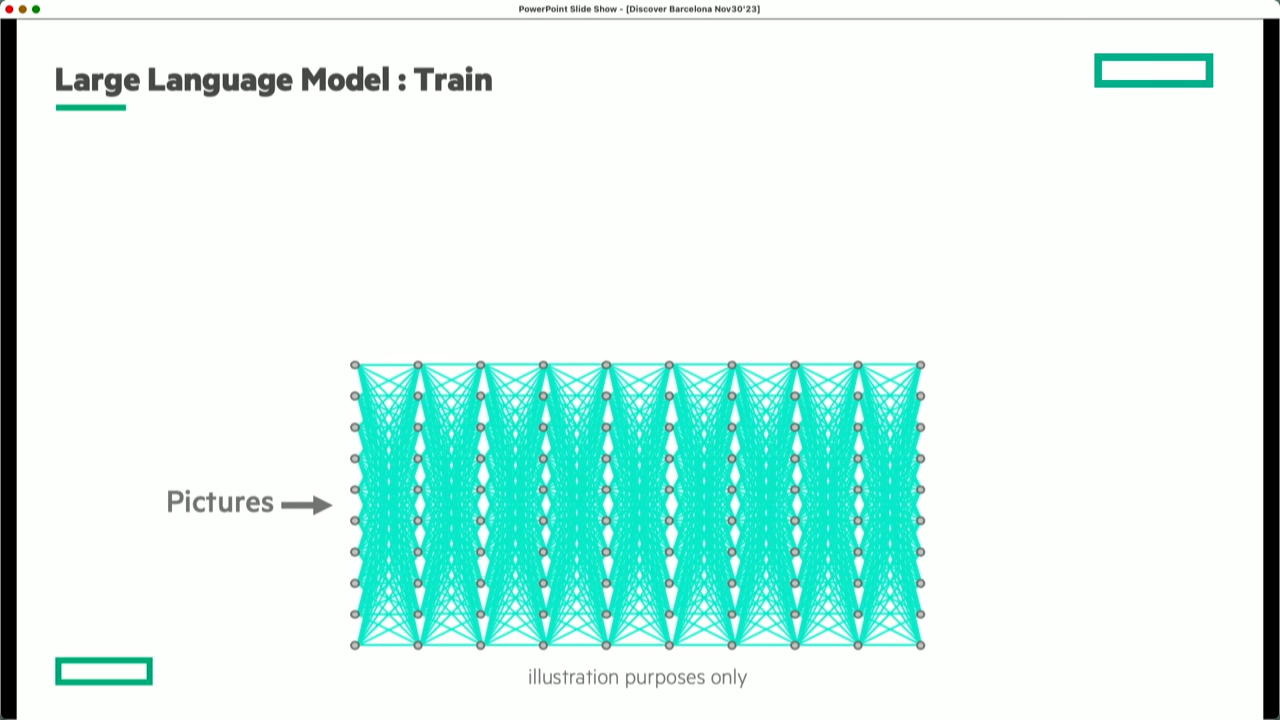 PowerPoint Slide Show - [Discover Barcelona Nov30'23]
Large Language Model : Train
Pictures
illustration purposes only